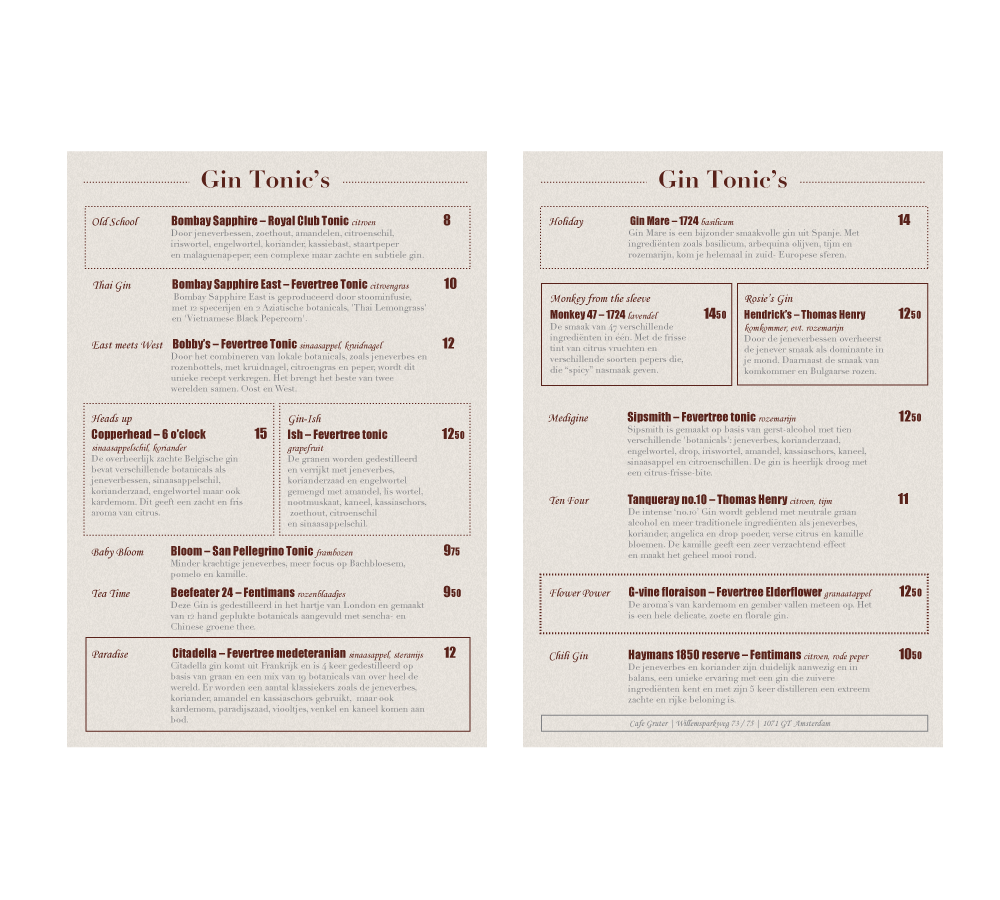 Gin Tonic's
Old School
Bombay Sapphire – Royal Club Tonic citroen 8
Door jeneverbessen, zoethout, amandelen, citroenschil,
iriswortel, engelwortel, koriander, kassiebast, staartpeper
en malaguenapeper, een complexe maar zachte en subtiele gin.
Thai Gin
Bombay Sapphire East – Fevertree Tonic citroengras 10
Bombay Sapphire East is geproduceerd door stoominfusie,
met 12 specerijen en 2 Aziatische botanicals, 'Thai Lemongrass'
en 'Vietnamese Black Pepercorn'.
East meets West
Bobby's – Fevertree Tonic sinaasappel, kruidnagel 12
Door het combineren van lokale botanicals, zoals jeneverbes en
rozenbottels, met kruidnagel, citroengras en peper, wordt dit
unieke recept verkregen. Het brengt het beste van twee
werelden samen. Oost en West.
Heads up
Copperhead – 6 o'clock 15
sinaasappelschil, koriander
De overheerlijk zachte Belgische gin
bevat verschillende botanicals als
jeneverbessen, sinaasappelschil,
korianderzaad, engelwortel maar ook
kardemom. Dit geeft een zacht en fris
aroma van citrus.
Gin-Ish
Ish – Fevertree tonic 1250
grapefruit
De granen worden gedestilleerd
en verrijkt met jeneverbes,
korianderzaad en engelwortel
gemengd met amandel, lis wortel,
nootmuskaat, kaneel, kassiaschors,
zoethout, citroenschil
en sinaasappelschil.
Baby Bloom
Bloom – San Pellegrino Tonic frambozen 975
Minder krachtige jeneverbes, meer focus op Bachbloesem,
pomelo en kamille.
Tea Time
Beefeater 24 – Fentimans rozenblaadjes 950
Deze Gin is gedestilleerd in het hartje van London en gemaakt
van 12 hand geplukte botanicals aangevuld met sencha- en
Chinese groene thee.
Paradise
Citadella – Fevertree medeteranian sinaasappel, steranijs 12
Citadella gin komt uit Frankrijk en is 4 keer gedestilleerd op
basis van graan en een mix van 19 botanicals van over heel de
wereld. Er worden een aantal klassiekers zoals de jeneverbes,
koriander, amandel en kassiaschors gebruikt, maar ook
kardemom, paradijszaad, viooltjes, venkel en kaneel komen aan
bod.
Gin Tonic's
Holiday
Gin Mare – 1724 basilicum 14
Gin Mare is een bijzonder smaakvolle gin uit Spanje. Met
ingrediënten zoals basilicum, arbequina olijven, tijm en
rozemarijn, kom je helemaal in zuid- Europese sferen.
Monkey from the sleeve
Monkey 47 – 1724 lavendel 1450
De smaak van 47 verschillende
ingrediënten in één. Met de frisse
tint van citrus vruchten en
verschillende soorten pepers die,
die "spicy" nasmaak geven.
Rosie's Gin
Hendrick's – Thomas Henry 1250
komkommer, evt. rozemarijn
Door de jeneverbessen overheerst
de jenever smaak als dominante in
je mond. Daarnaast de smaak van
komkommer en Bulgaarse rozen.
Medigine
Sipsmith – Fevertree tonic rozemarijn 1250
Sipsmith is gemaakt op basis van gerst-alcohol met tien
verschillende 'botanicals': jeneverbes, korianderzaad,
engelwortel, drop, iriswortel, amandel, kassiaschors, kaneel,
sinaasappel en citroenschillen. De gin is heerlijk droog met
een citrus-frisse-bite.
Ten Four
Tanqueray no.10 – Thomas Henry citroen, tijm 11
De intense 'no.10' Gin wordt geblend met neutrale graan
alcohol en meer traditionele ingrediënten als jeneverbes,
koriander, angelica en drop poeder, verse citrus en kamille
bloemen. De kamille geeft een zeer verzachtend effect
en maakt het geheel mooi rond.
Flower Power
G-vine floraison – Fevertree Elderflower granaatappel 1250
De aroma's van kardemom en gember vallen meteen op. Het
is een hele delicate, zoete en florale gin.
Chili Gin
Haymans 1850 reserve – Fentimans citroen, rode peper 1050
De jeneverbes en koriander zijn duidelijk aanwezig en in
balans, een unieke ervaring met een gin die zuivere
ingrediënten kent en met zijn 5 keer distilleren een extreem
zachte en rijke beloning is.
Cafe Gruter | Willemsparkweg 73 / 75 | 1071 GT Amsterdam